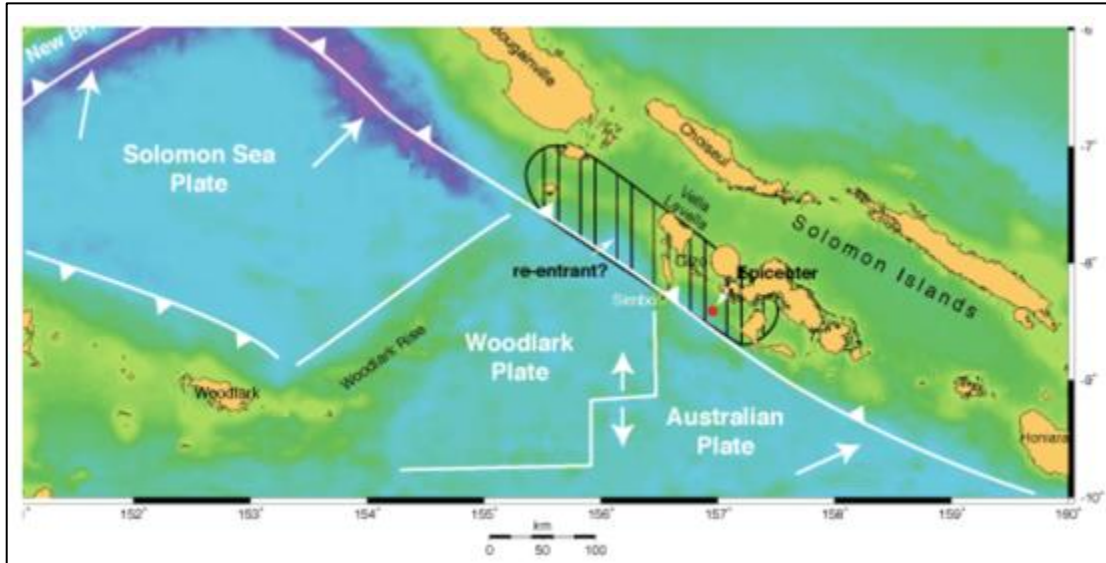 New Br
Bougainville
-6
Choiseul
-7
Solomon Sea
Plate
Vella
Lavella
Solomon Islands
re-entrant?
Gizo
Epicenter
-8
Simbo
Woodlark Rise
Woodlark
Plate
Woodlark
-9
Australian
Plate
Honiara
-10
152
153
154
155
156
157
158
159
160
km
0 50 100